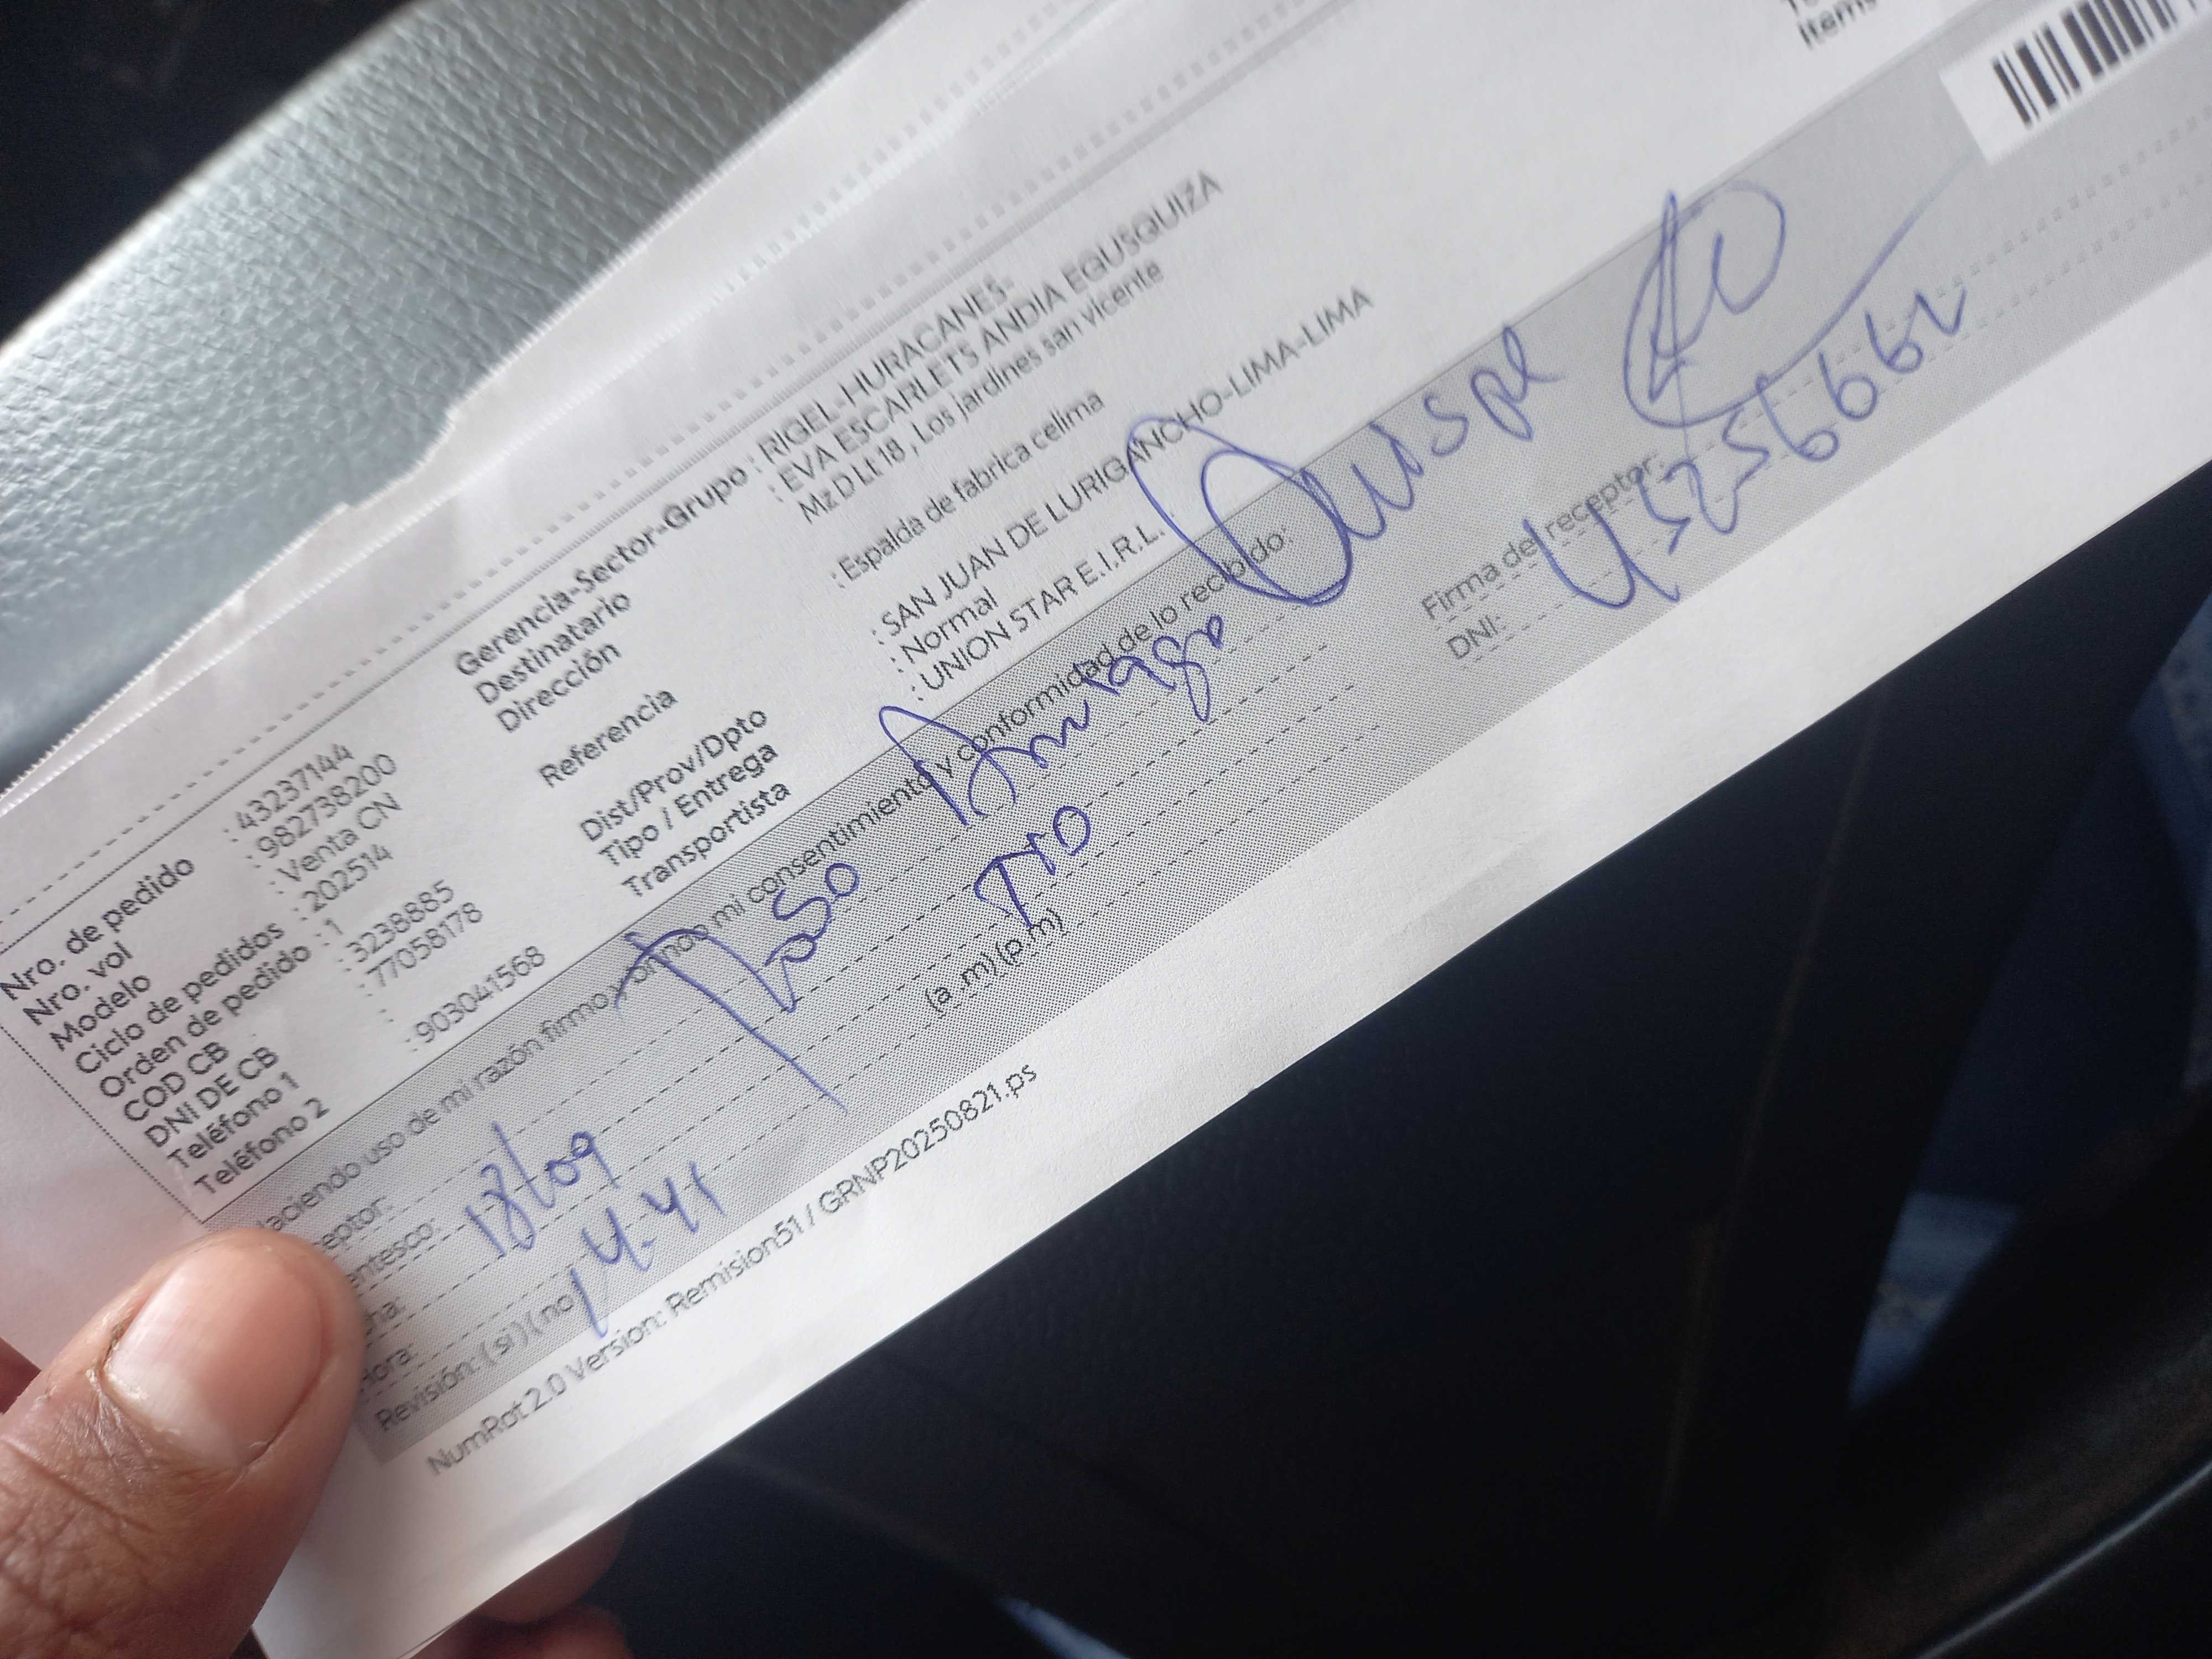 Items
Nro. de pedido : 43237144
Nro. vol : 982738200
Modelo : Venta CN
Ciclo de pedidos : 202514
Orden de pedido : 1
COD CB : 3238885
DNI DE CB : 77058178
Teléfono 1 :
Teléfono 2 : 903041568
Gerencia-Sector-Grupo : RIGEL-HURACANES-
Destinatario : EVA ESCARLETS ANDIA EGUSQUIZA
Dirección Mz D Lt 18 , Los jardines san vicente
Referencia : Espalda de fabrica celima
Dist/Prov/Dpto : SAN JUAN DE LURIGANCHO-LIMA-LIMA
Tipo / Entrega : Normal
Transportista : UNION STAR E.I.R.L.
Haciendo uso de mi razón firmo y brindo mi consentimiento y conformidad de lo recibido:
Quispe
TIO
18/09
14.41
Hora: (a .m) (p.m)
Revisión: ( si ) ( no
Firma del receptor:
DNI:
NumRot 2.0 Version: Remision51 / GRNP20250821.ps